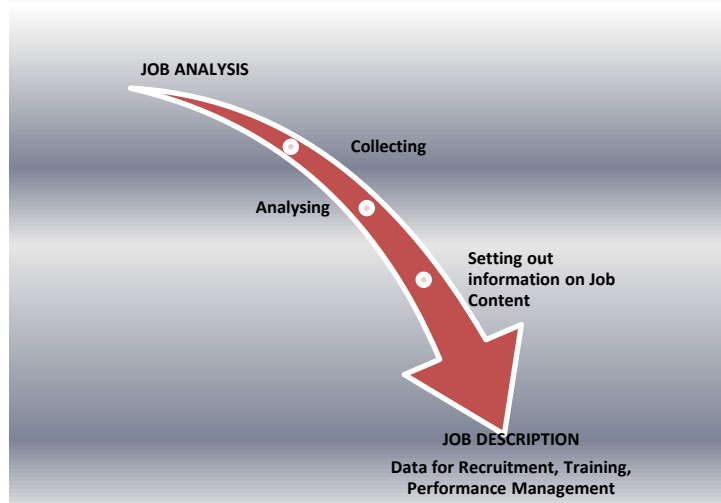 JOB ANALYSIS
Collecting
Analysing
Setting out
information on Job
Content
JOB DESCRIPTION
Data for Recruitment, Training,
Performance Management